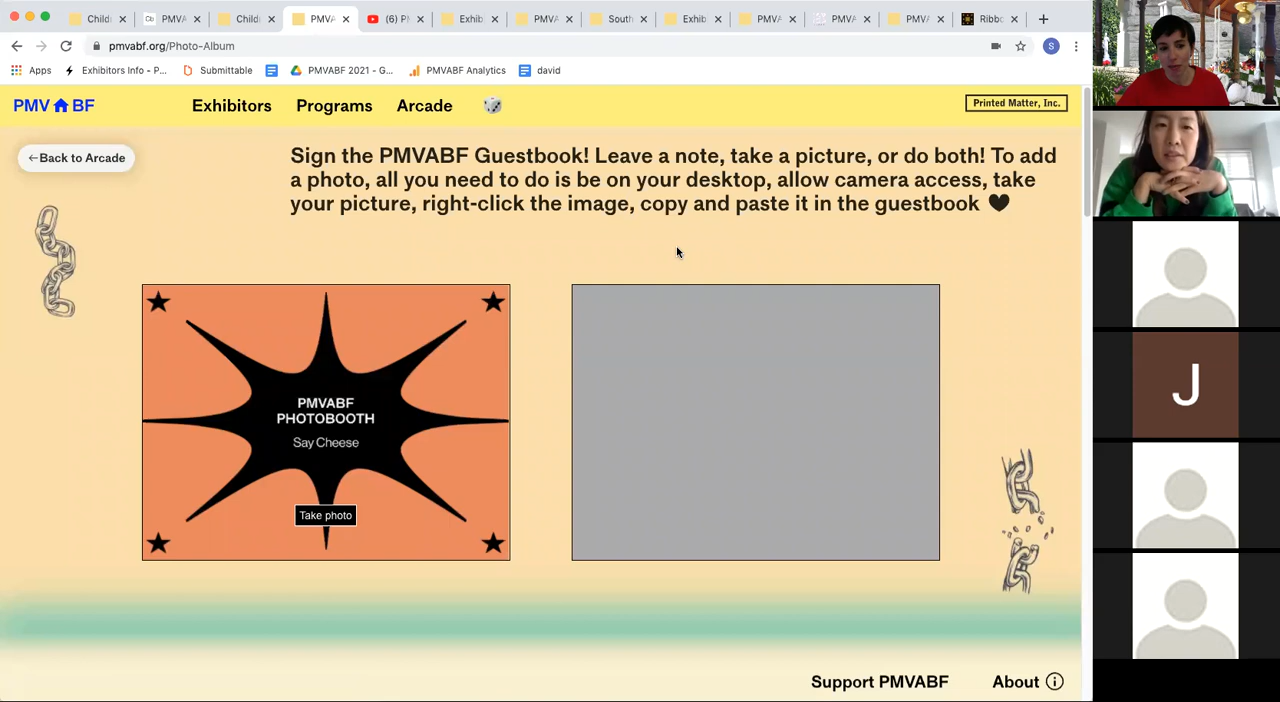 Child
PMVA
Child
PMVA
(6) P
Exhib
PMVA
South
Exhib
PMVA
PMVA
PMVA
Ribbo
pmvabf.org/Photo-Album
S
Apps
Exhibitors Info - P...
Submittable
PMVABF 2021 - G...
PMVABF Analytics
david
PMV BF
Exhibitors
Programs
Arcade
Printed Matter, Inc.
←Back to Arcade
Sign the PMVABF Guestbook! Leave a note, take a picture, or do both! To add
a photo, all you need to do is be on your desktop, allow camera access, take
your picture, right-click the image, copy and paste it in the guestbook ♥
PMVABF
PHOTOBOOTH
Say Cheese
Take photo
J
Support PMVABF
About